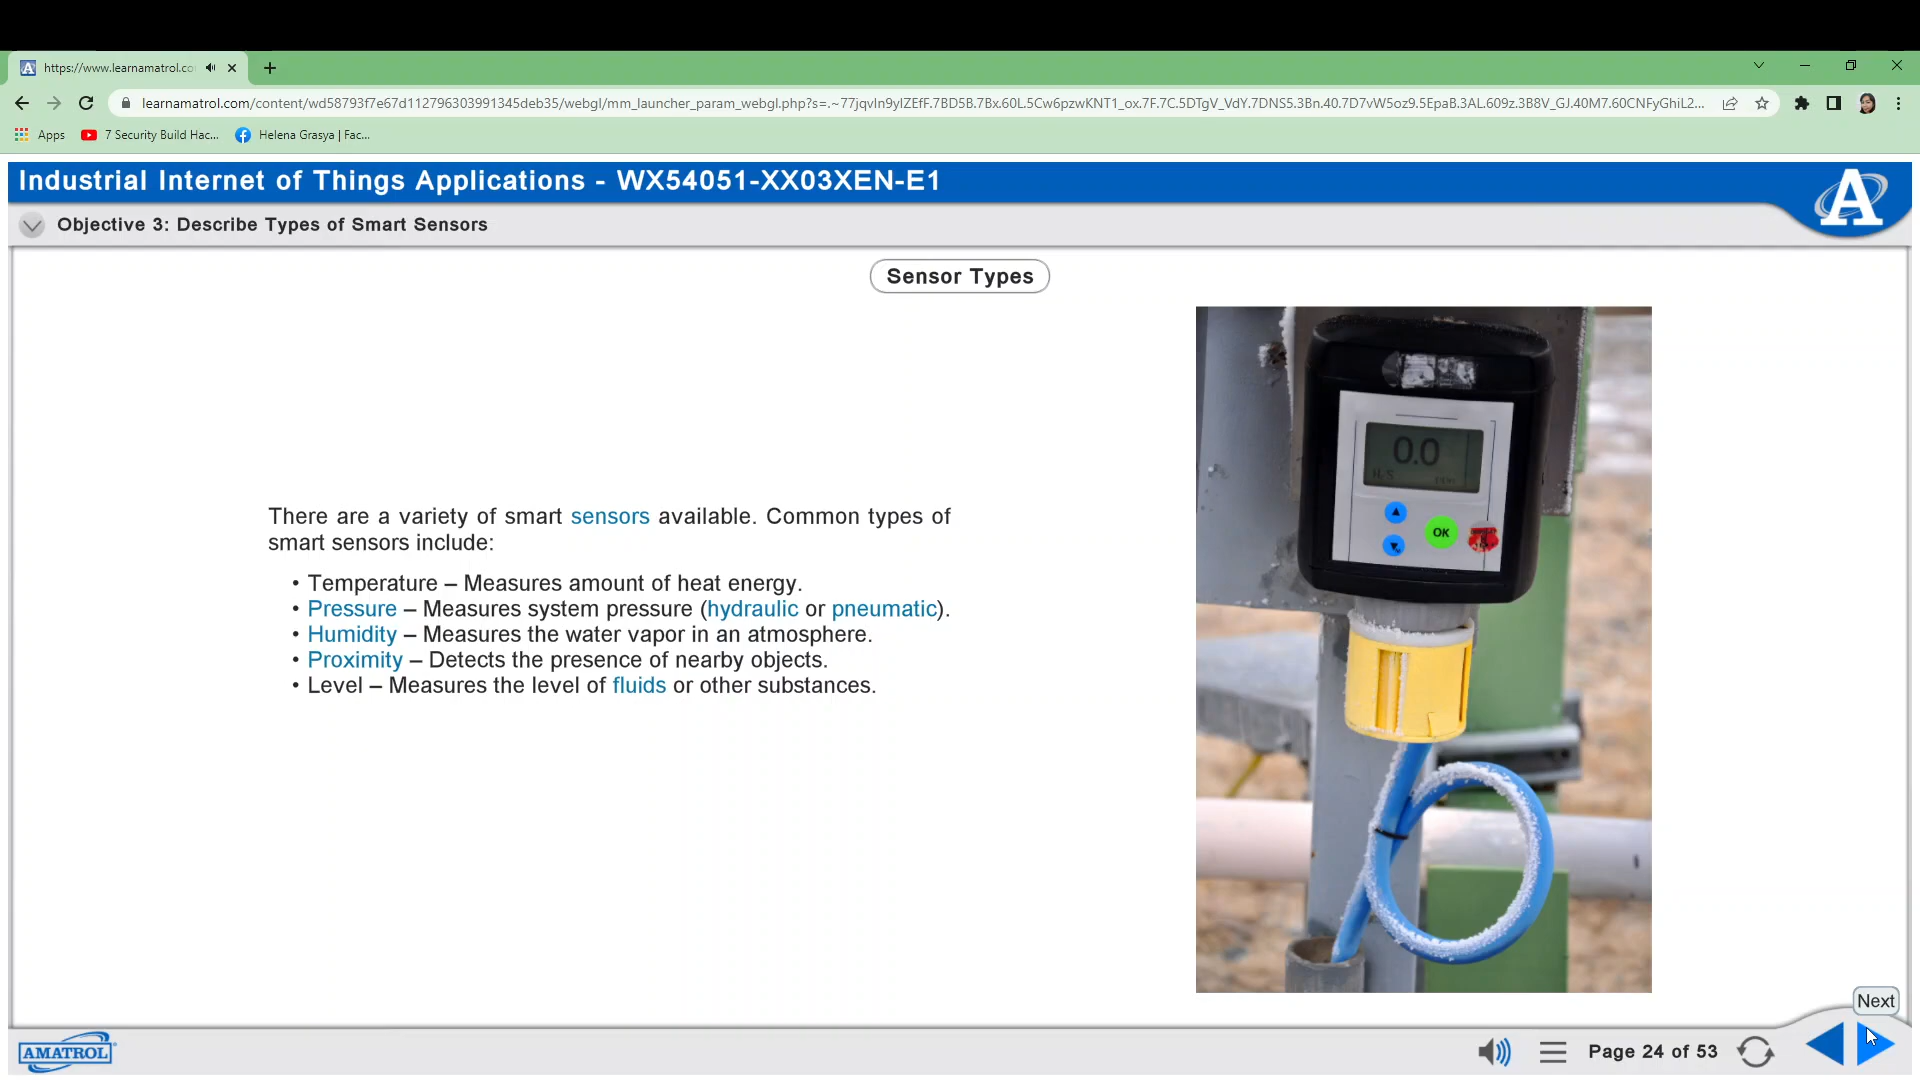 https://www.learnamatrol.co
learnamatrol.com/content/wd58793f7e67d112796303991345deb35/webgl/mm_launcher_param_webgl.php?s=.~77jqvIn9yIZEfF.7BD5B.7Bx.60L.5Cw6pzwKNT1_ox.7F.7C.5DTgV_VdY.7DNS5.3Bn.40.7D7vW5oz9.5EpaB.3AL.609z.3B8V_GJ.40M7.60CNFyGhiL2...
Apps
7 Security Build Hac...
Helena Grasya | Fac...
Industrial Internet of Things Applications - WX54051-XX03XEN-E1
A
Objective 3: Describe Types of Smart Sensors
Sensor Types
There are a variety of smart sensors available. Common types of
smart sensors include:
• Temperature – Measures amount of heat energy.
• Pressure – Measures system pressure (hydraulic or pneumatic).
• Humidity – Measures the water vapor in an atmosphere.
• Proximity – Detects the presence of nearby objects.
• Level – Measures the level of fluids or other substances.
0.0
H₂S ppm
OK
Next
AMATROL
Page 24 of 53